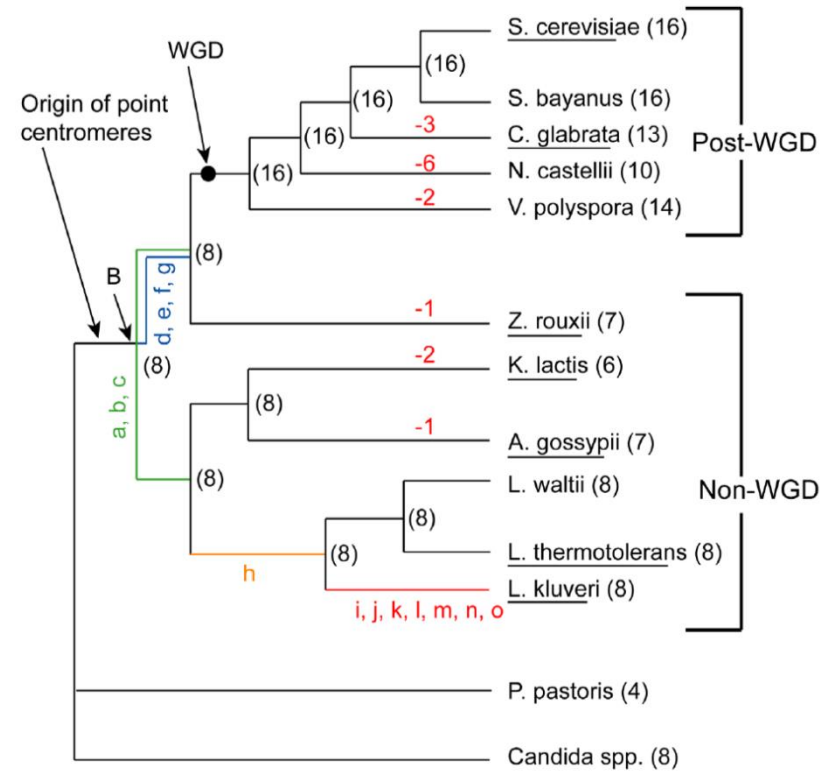 S. cerevisiae (16)
WGD
(16)
Origin of point
centromeres
(16)
S. bayanus (16)
-3
(16)
C. glabrata (13)
Post-WGD
-6
(16)
N. castellii (10)
-2
V. polyspora (14)
(8)
d, e, f, g
B
-1
Z. rouxii (7)
-2
(8)
K. lactis (6)
a, b, c
(8)
-1
A. gossypii (7)
(8)
L. waltii (8)
Non-WGD
(8)
(8)
L. thermotolerans (8)
h
L. kluveri (8)
i, j, k, l, m, n, o
P. pastoris (4)
Candida spp. (8)